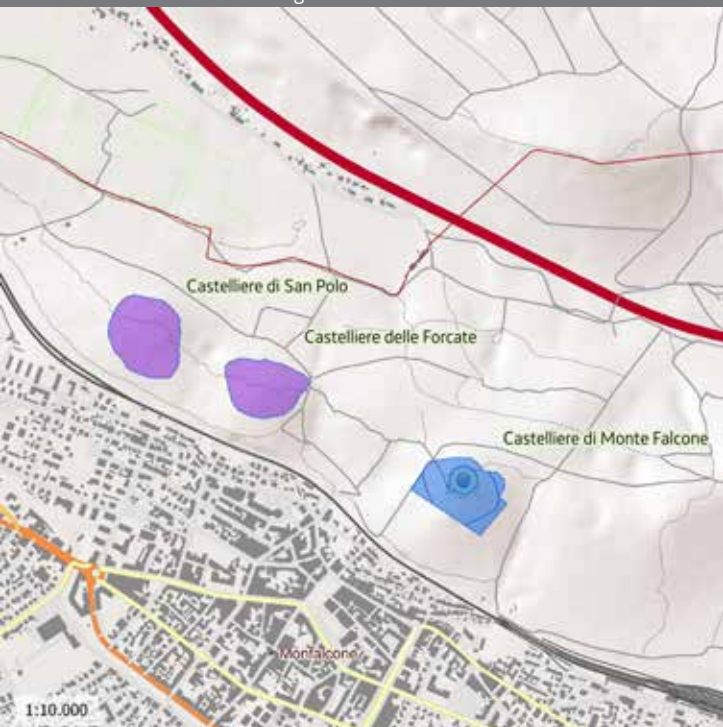 Castelliere di San Polo
Castelliere delle Forcate
Castelliere di Monte Falcone
Monfalcone
1:10.000